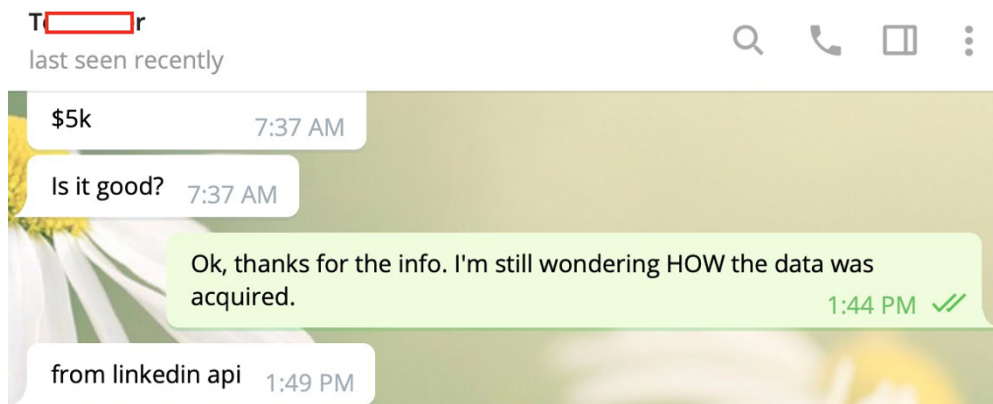 T r
last seen recently
$5k 7:37 AM
Is it good? 7:37 AM
Ok, thanks for the info. I'm still wondering HOW the data was
acquired.
1:44 PM
from linkedin api 1:49 PM